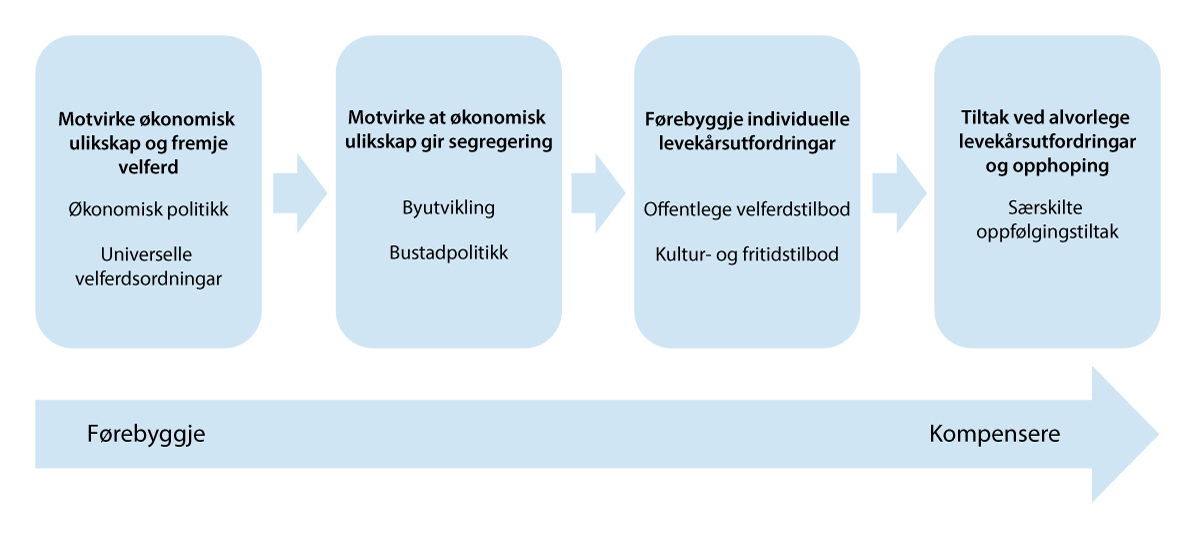 Motvirke økonomisk
ulikskap og fremje
velferd
Økonomisk politikk
Universelle
velferdsordningar
Motvirke at økonomisk
ulikskap gir segregering
Byutvikling
Bustadpolitikk
Førebyggje individuelle
levekårsutfordringar
Offentlege velferdstilbod
Kultur- og fritidstilbod
Tiltak ved alvorlege
levekårsutfordringar
og opphoping
Særskilte
oppfølgingstiltak
Førebyggje
Kompensere